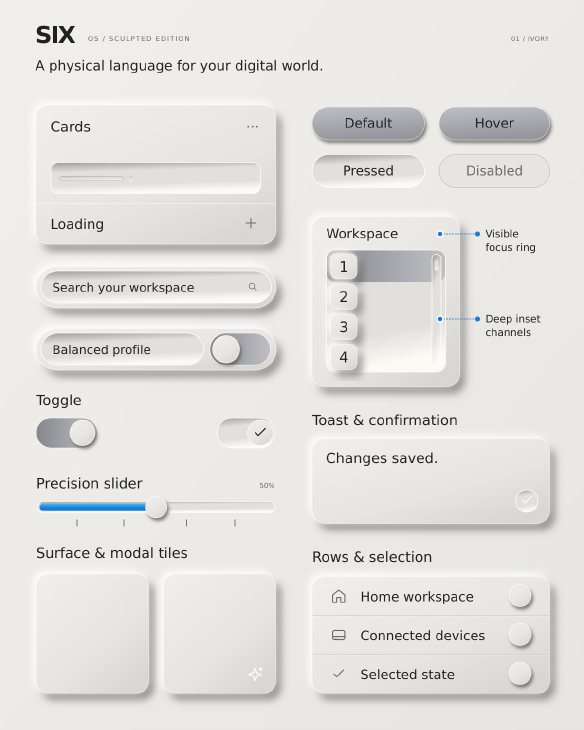 SIX OS / SCULPTED EDITION 01 / IVORY
A physical language for your digital world.
Cards
Loading
Search your workspace
Balanced profile
Toggle
Precision slider 50%
Surface & modal tiles
Default Hover
Pressed Disabled
Workspace
1
2
3
4
Visible
focus ring
Deep inset
channels
Toast & confirmation
Changes saved.
Rows & selection
Home workspace
Connected devices
Selected state